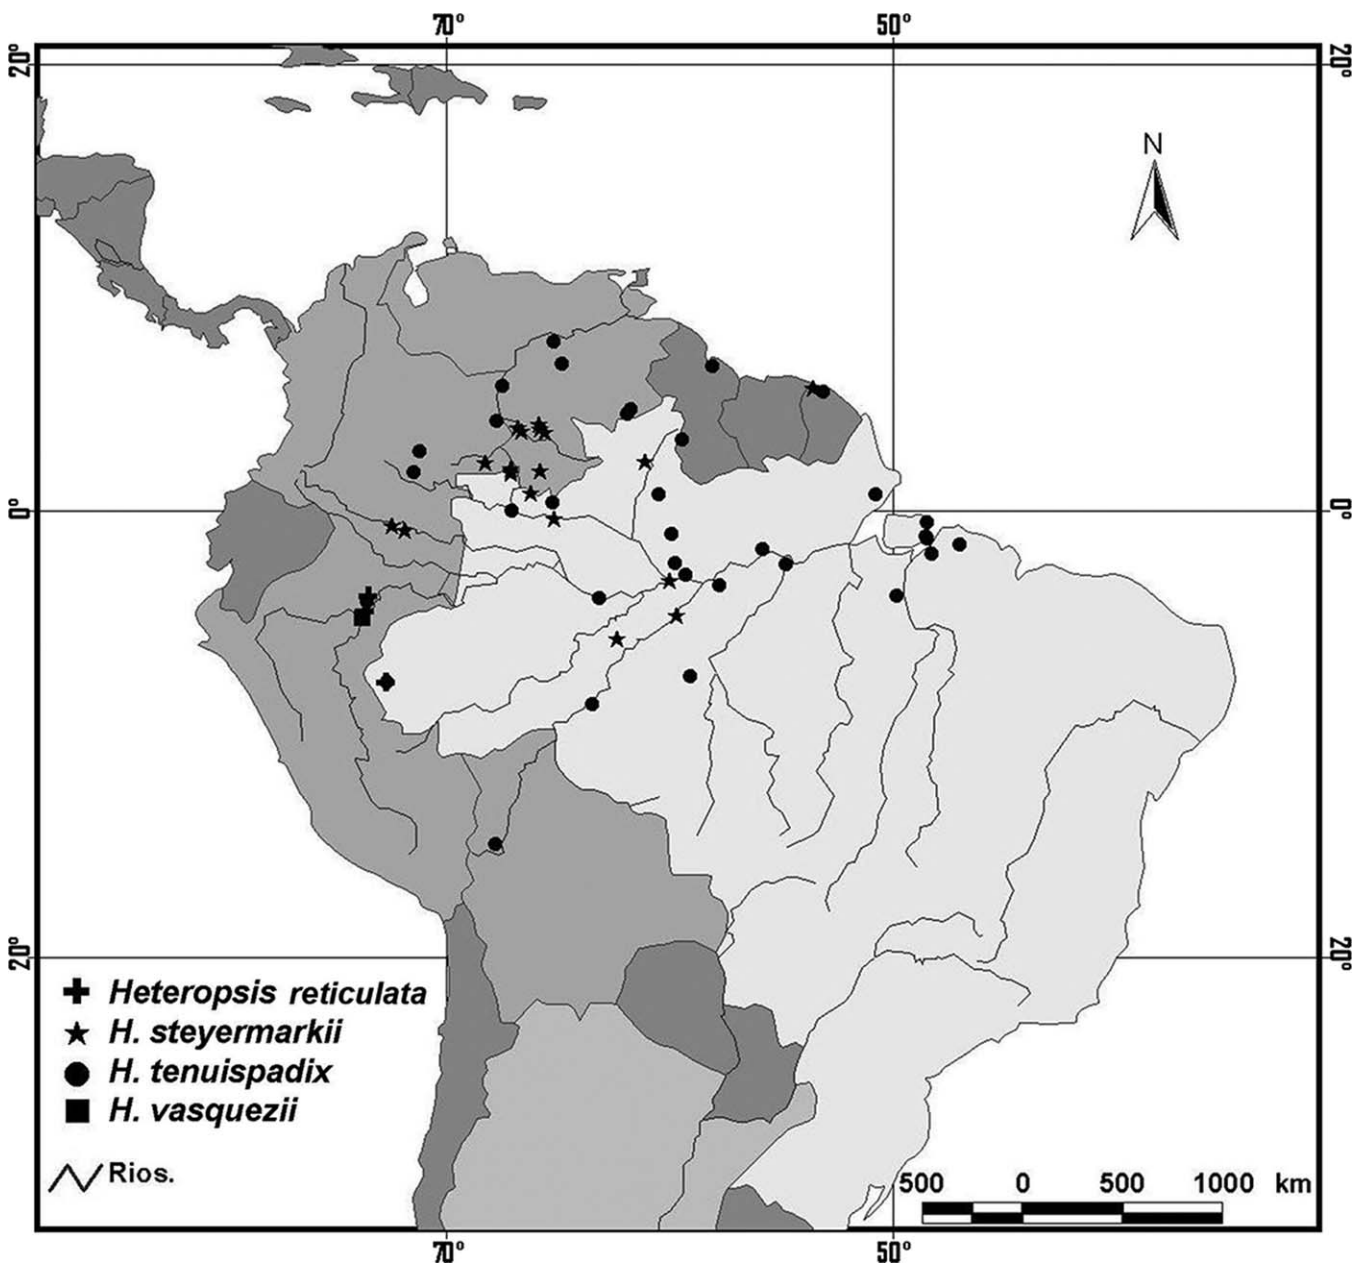 70° 50°
20° 20°
N
0° 0°
20° 20°
Heteropsis reticulata
H. steyermarkii
H. tenuispadix
H. vasquezii
Rios.
500 0 500 1000 km
70° 50°